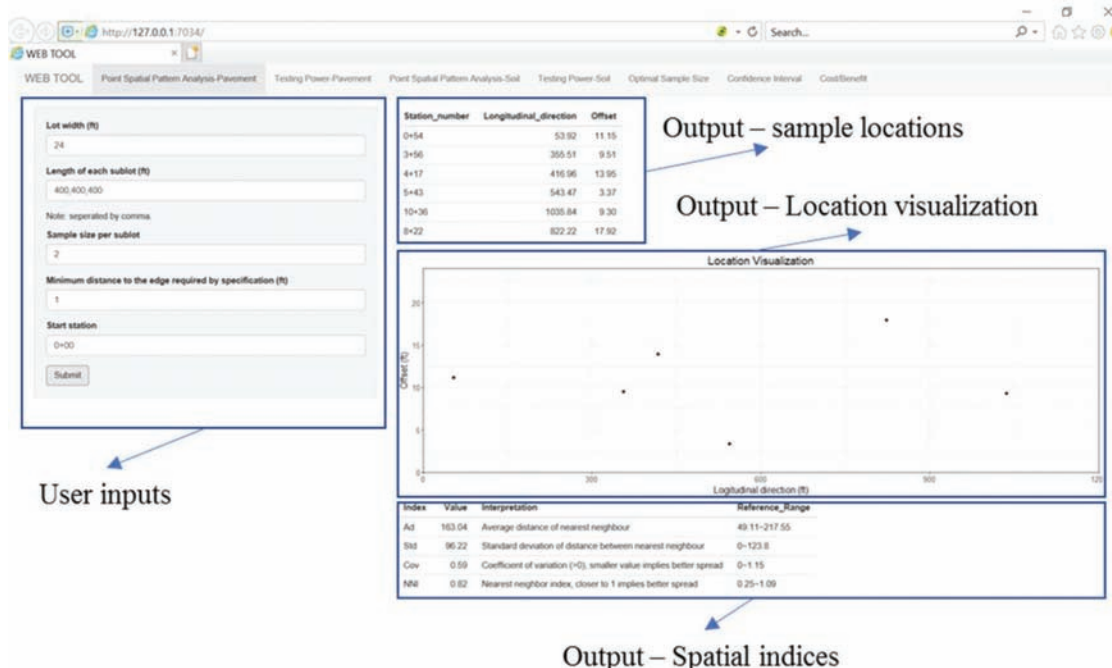 http://127.0.0.1:7034/
Search...
WEB TOOL
WEB TOOL Point Spatial Pattern Analysis-Pavement Testing Power-Pavement Point Spatial Pattern Analysis-Soil Testing Power-Soil Optimal Sample Size Confidence Interval Cost/Benefit
Lot width (ft)
24
Length of each sublot (ft)
400,400,400
Note: seperated by comma
Sample size per sublot
2
Minimum distance to the edge required by specification (ft)
1
Start station
0+00
Submit
User inputs
Station_number Longitudinal_direction Offset
0+54 53.92 11.15
3+56 355.51 9.51
4+17 416.96 13.95
5+43 543.47 3.37
10+36 1035.84 9.30
8+22 822.22 17.92
Output – sample locations
Output – Location visualization
Location Visualization
Offset (ft)
20
15
10
5
0
0 300 600 900 120
Logitudinal direction (ft)
Index Value Interpretation Reference_Range
Ad 163.04 Average distance of nearest neighbour 49.11~217.55
Std 96.22 Standard deviation of distance between nearest neighbour 0~123.8
Cov 0.59 Coefficient of variation (>0), smaller value implies better spread 0~1.15
NNI 0.82 Nearest neighbor index, closer to 1 implies better spread 0.25~1.09
Output – Spatial indices